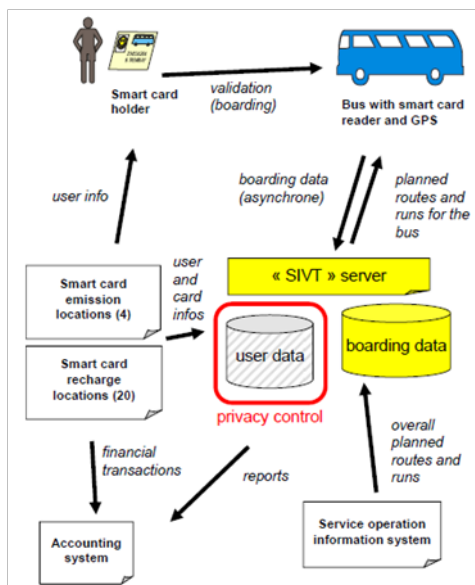 Smart card
holder
validation
(boarding)
Bus with smart card
reader and GPS
user info
boarding data
(asynchrone)
planned
routes and
runs for the
bus
user
and
card
infos
« SIVT » server
Smart card
emission
locations (4)
Smart card
recharge
locations (20)
user data
boarding data
privacy control
financial
transactions
reports
overall
planned
routes and
runs
Accounting
system
Service operation
information system